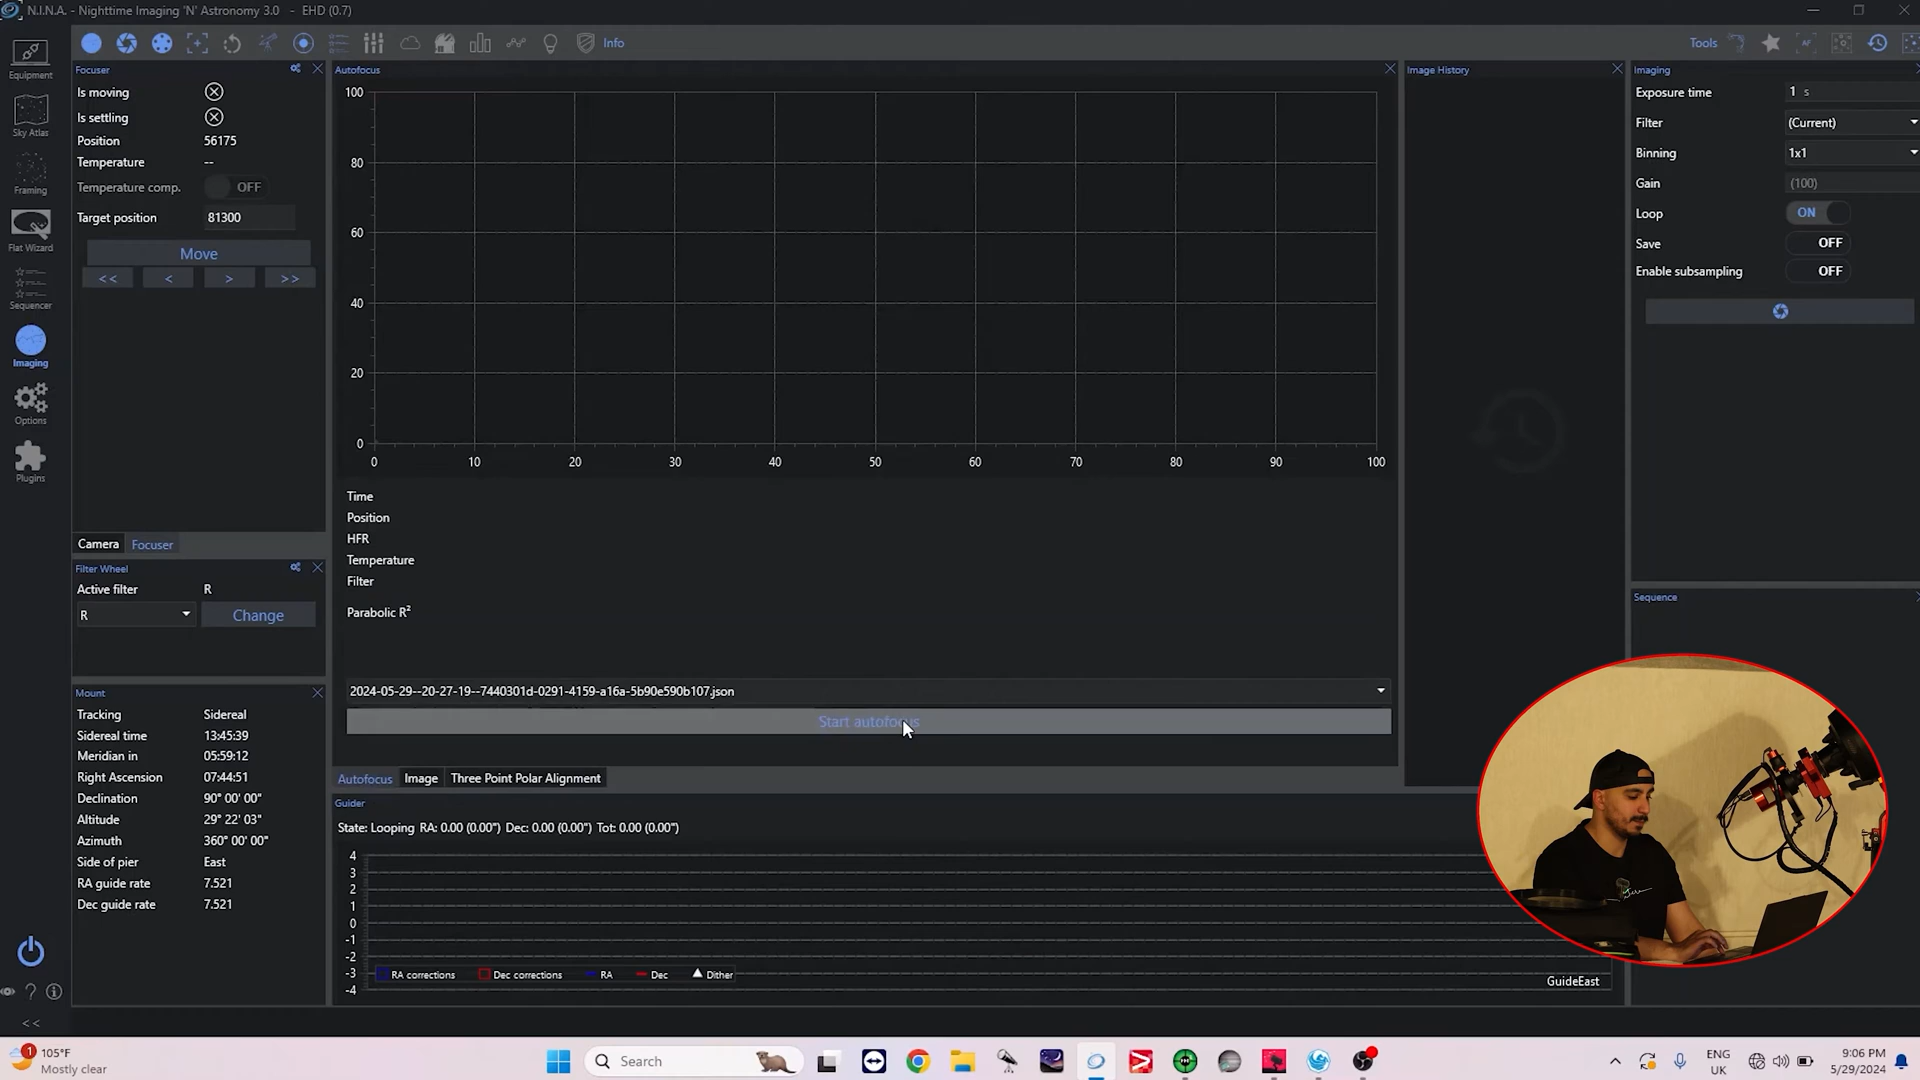 N.I.N.A. - Nighttime Imaging 'N' Astronomy 3.0 - EHD (0.7)
Info
Tools
AF
Equipment
Sky Atlas
Framing
Flat Wizard
Sequencer
Imaging
Options
Plugins
<<
Focuser
Is moving
Is settling
Position 56175
Temperature --
Temperature comp. OFF
Target position 81300
Move
<< < > >>
Camera Focuser
Filter Wheel
Active filter R
R Change
Mount
Tracking Sidereal
Sidereal time 13:45:39
Meridian in 05:59:12
Right Ascension 07:44:51
Declination 90° 00' 00"
Altitude 29° 22' 03"
Azimuth 360° 00' 00"
Side of pier East
RA guide rate 7.521
Dec guide rate 7.521
Autofocus
100
80
60
40
20
0
0 10 20 30 40 50 60 70 80 90 100
Time
Position
HFR
Temperature
Filter
Parabolic R²
2024-05-29--20-27-19--7440301d-0291-4159-a16a-5b90e590b107.json
Start autofocus
Autofocus Image Three Point Polar Alignment
Guider
State: Looping RA: 0.00 (0.00") Dec: 0.00 (0.00") Tot: 0.00 (0.00")
4
3
2
1
0
-1
-2
-3
-4
RA corrections Dec corrections RA Dec Dither
GuideEast
Image History
Imaging
Exposure time 1 s
Filter (Current)
Binning 1x1
Gain (100)
Loop ON
Save OFF
Enable subsampling OFF
Sequence
1
105°F
Mostly clear
Search
ENG
UK
9:06 PM
5/29/2024